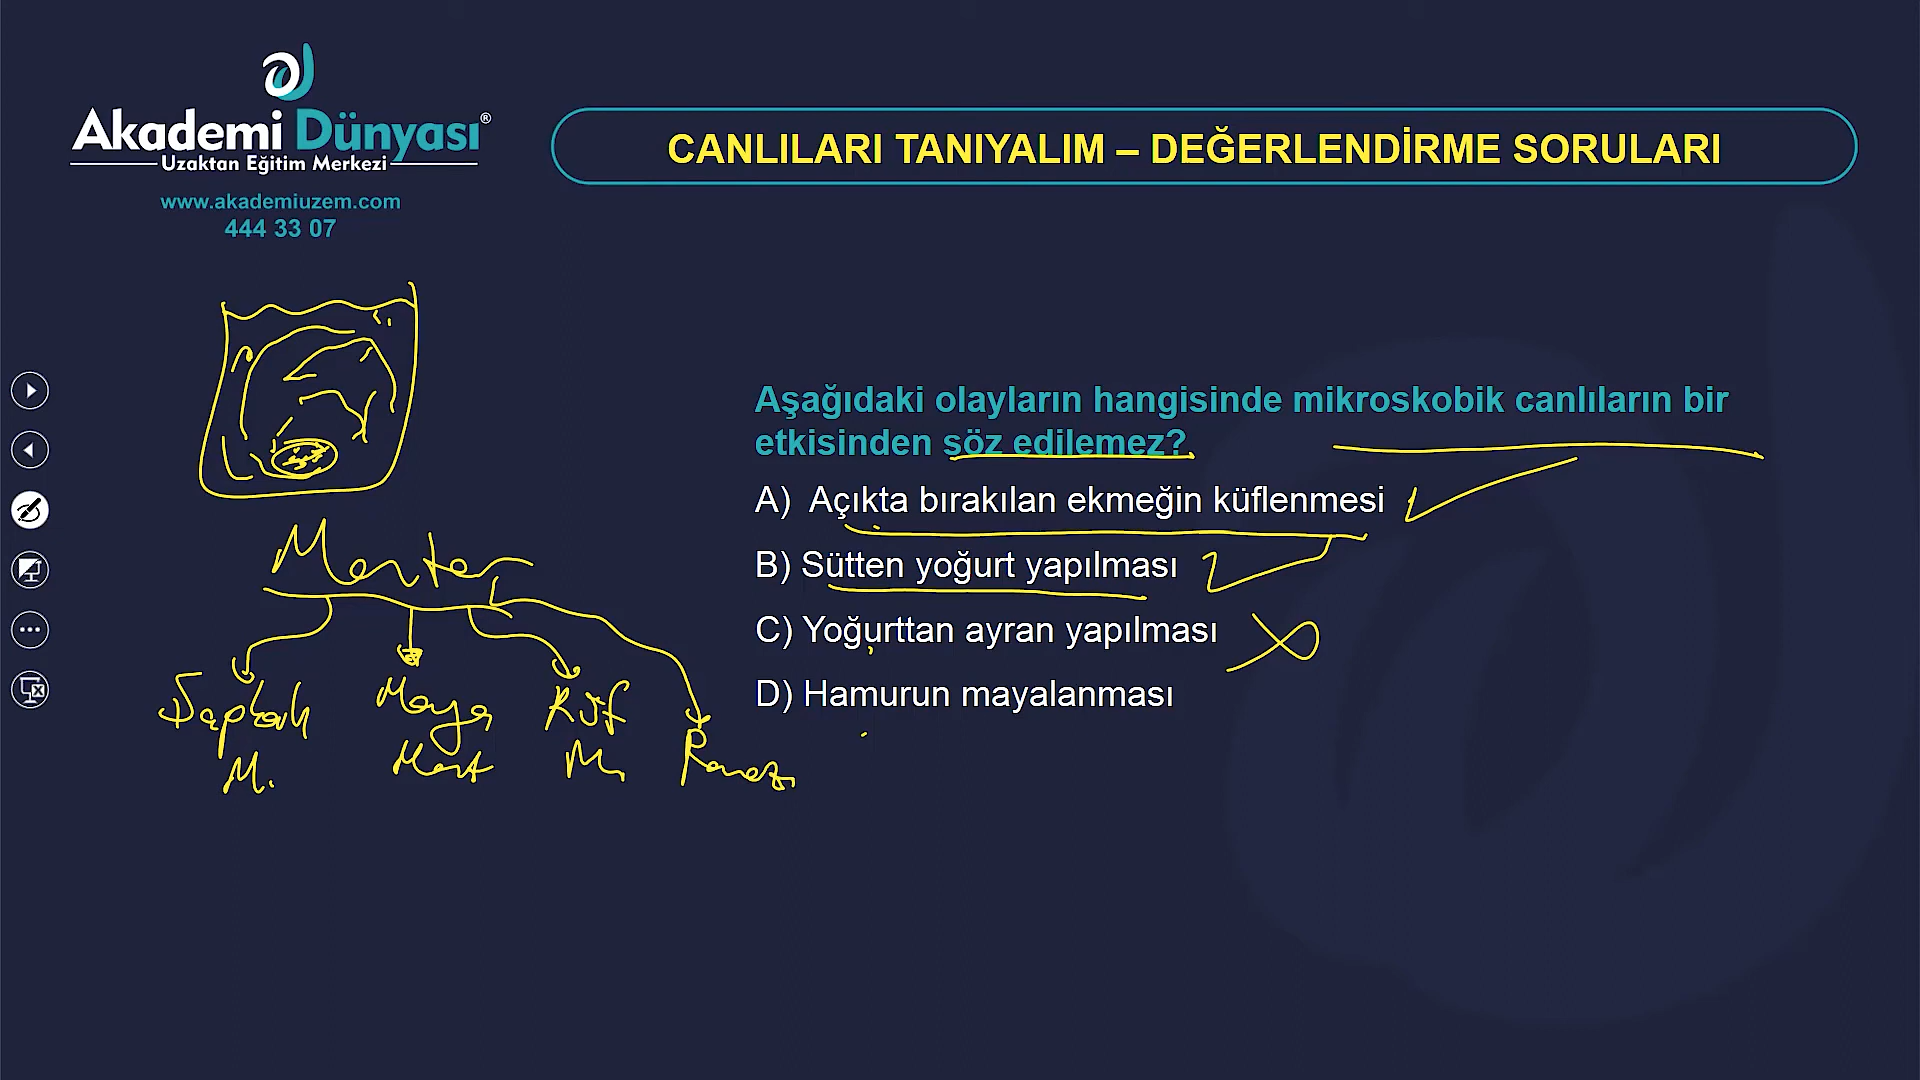 Akademi Dünyası®
Uzaktan Eğitim Merkezi
www.akademiuzem.com
444 33 07
CANLILARI TANIYALIM – DEĞERLENDİRME SORULARI
Aşağıdaki olayların hangisinde mikroskobik canlıların bir
etkisinden söz edilemez?
A) Açıkta bırakılan ekmeğin küflenmesi
B) Sütten yoğurt yapılması
C) Yoğurttan ayran yapılması
D) Hamurun mayalanması
Şapkalı
M.
Maya
Mant
Küf
M.